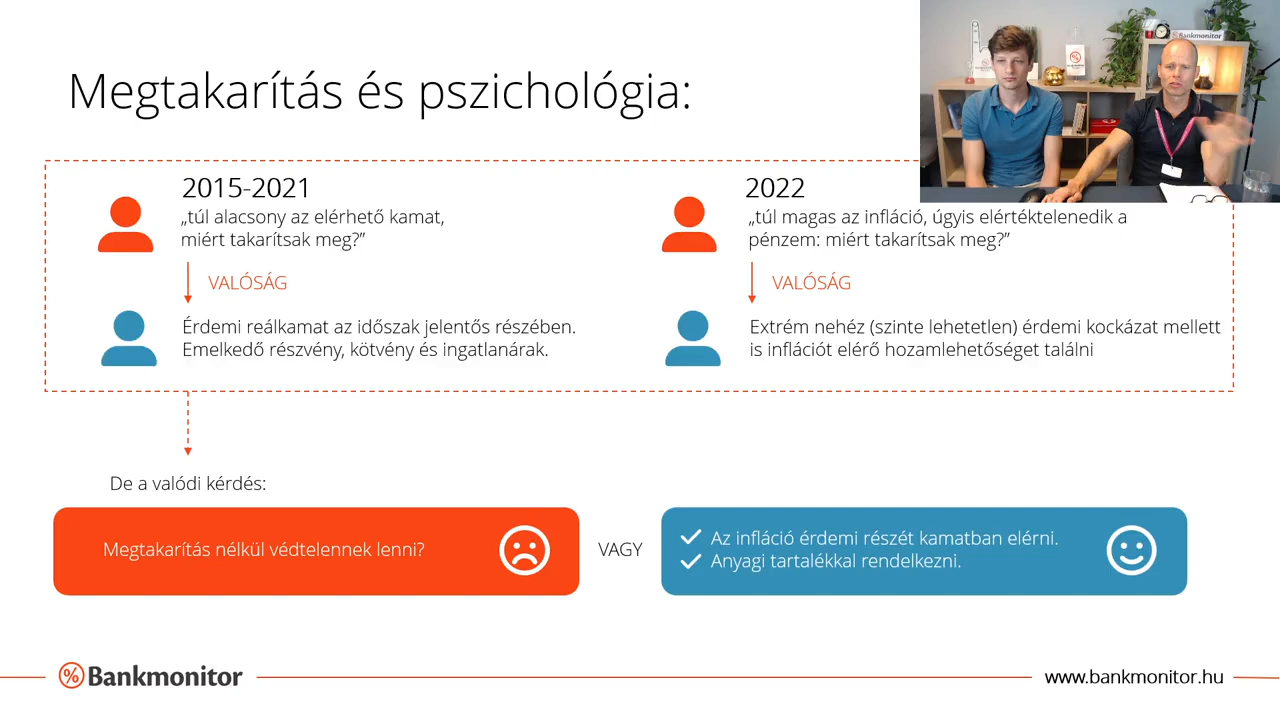 Megtakarítás és pszichológia:
Bankmonitor
2015-2021
„túl alacsony az elérhető kamat,
miért takarítsak meg?”
VALÓSÁG
Érdemi reálkamat az időszak jelentős részében.
Emelkedő részvény, kötvény és ingatlanárak.
2022
„túl magas az infláció, úgyis elértéktelenedik a
pénzem: miért takarítsak meg?”
VALÓSÁG
Extrém nehéz (szinte lehetetlen) érdemi kockázat mellett
is inflációt elérő hozamlehetőséget találni
De a valódi kérdés:
Megtakarítás nélkül védtelennek lenni?
VAGY
Az infláció érdemi részét kamatban elérni.
Anyagi tartalékkal rendelkezni.
% Bankmonitor
www.bankmonitor.hu